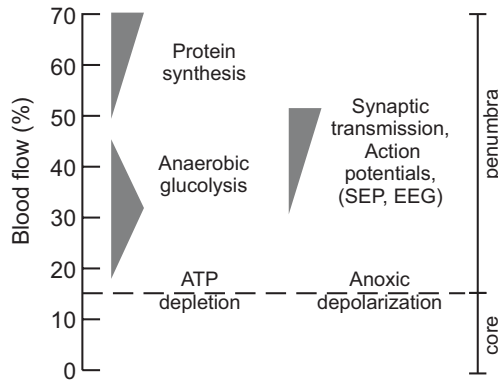 Blood flow (%)
70
60
50
40
30
20
10
0
Protein
synthesis
Anaerobic
glucolysis
Synaptic
transmission,
Action
potentials,
(SEP, EEG)
ATP
depletion
Anoxic
depolarization
penumbra
core